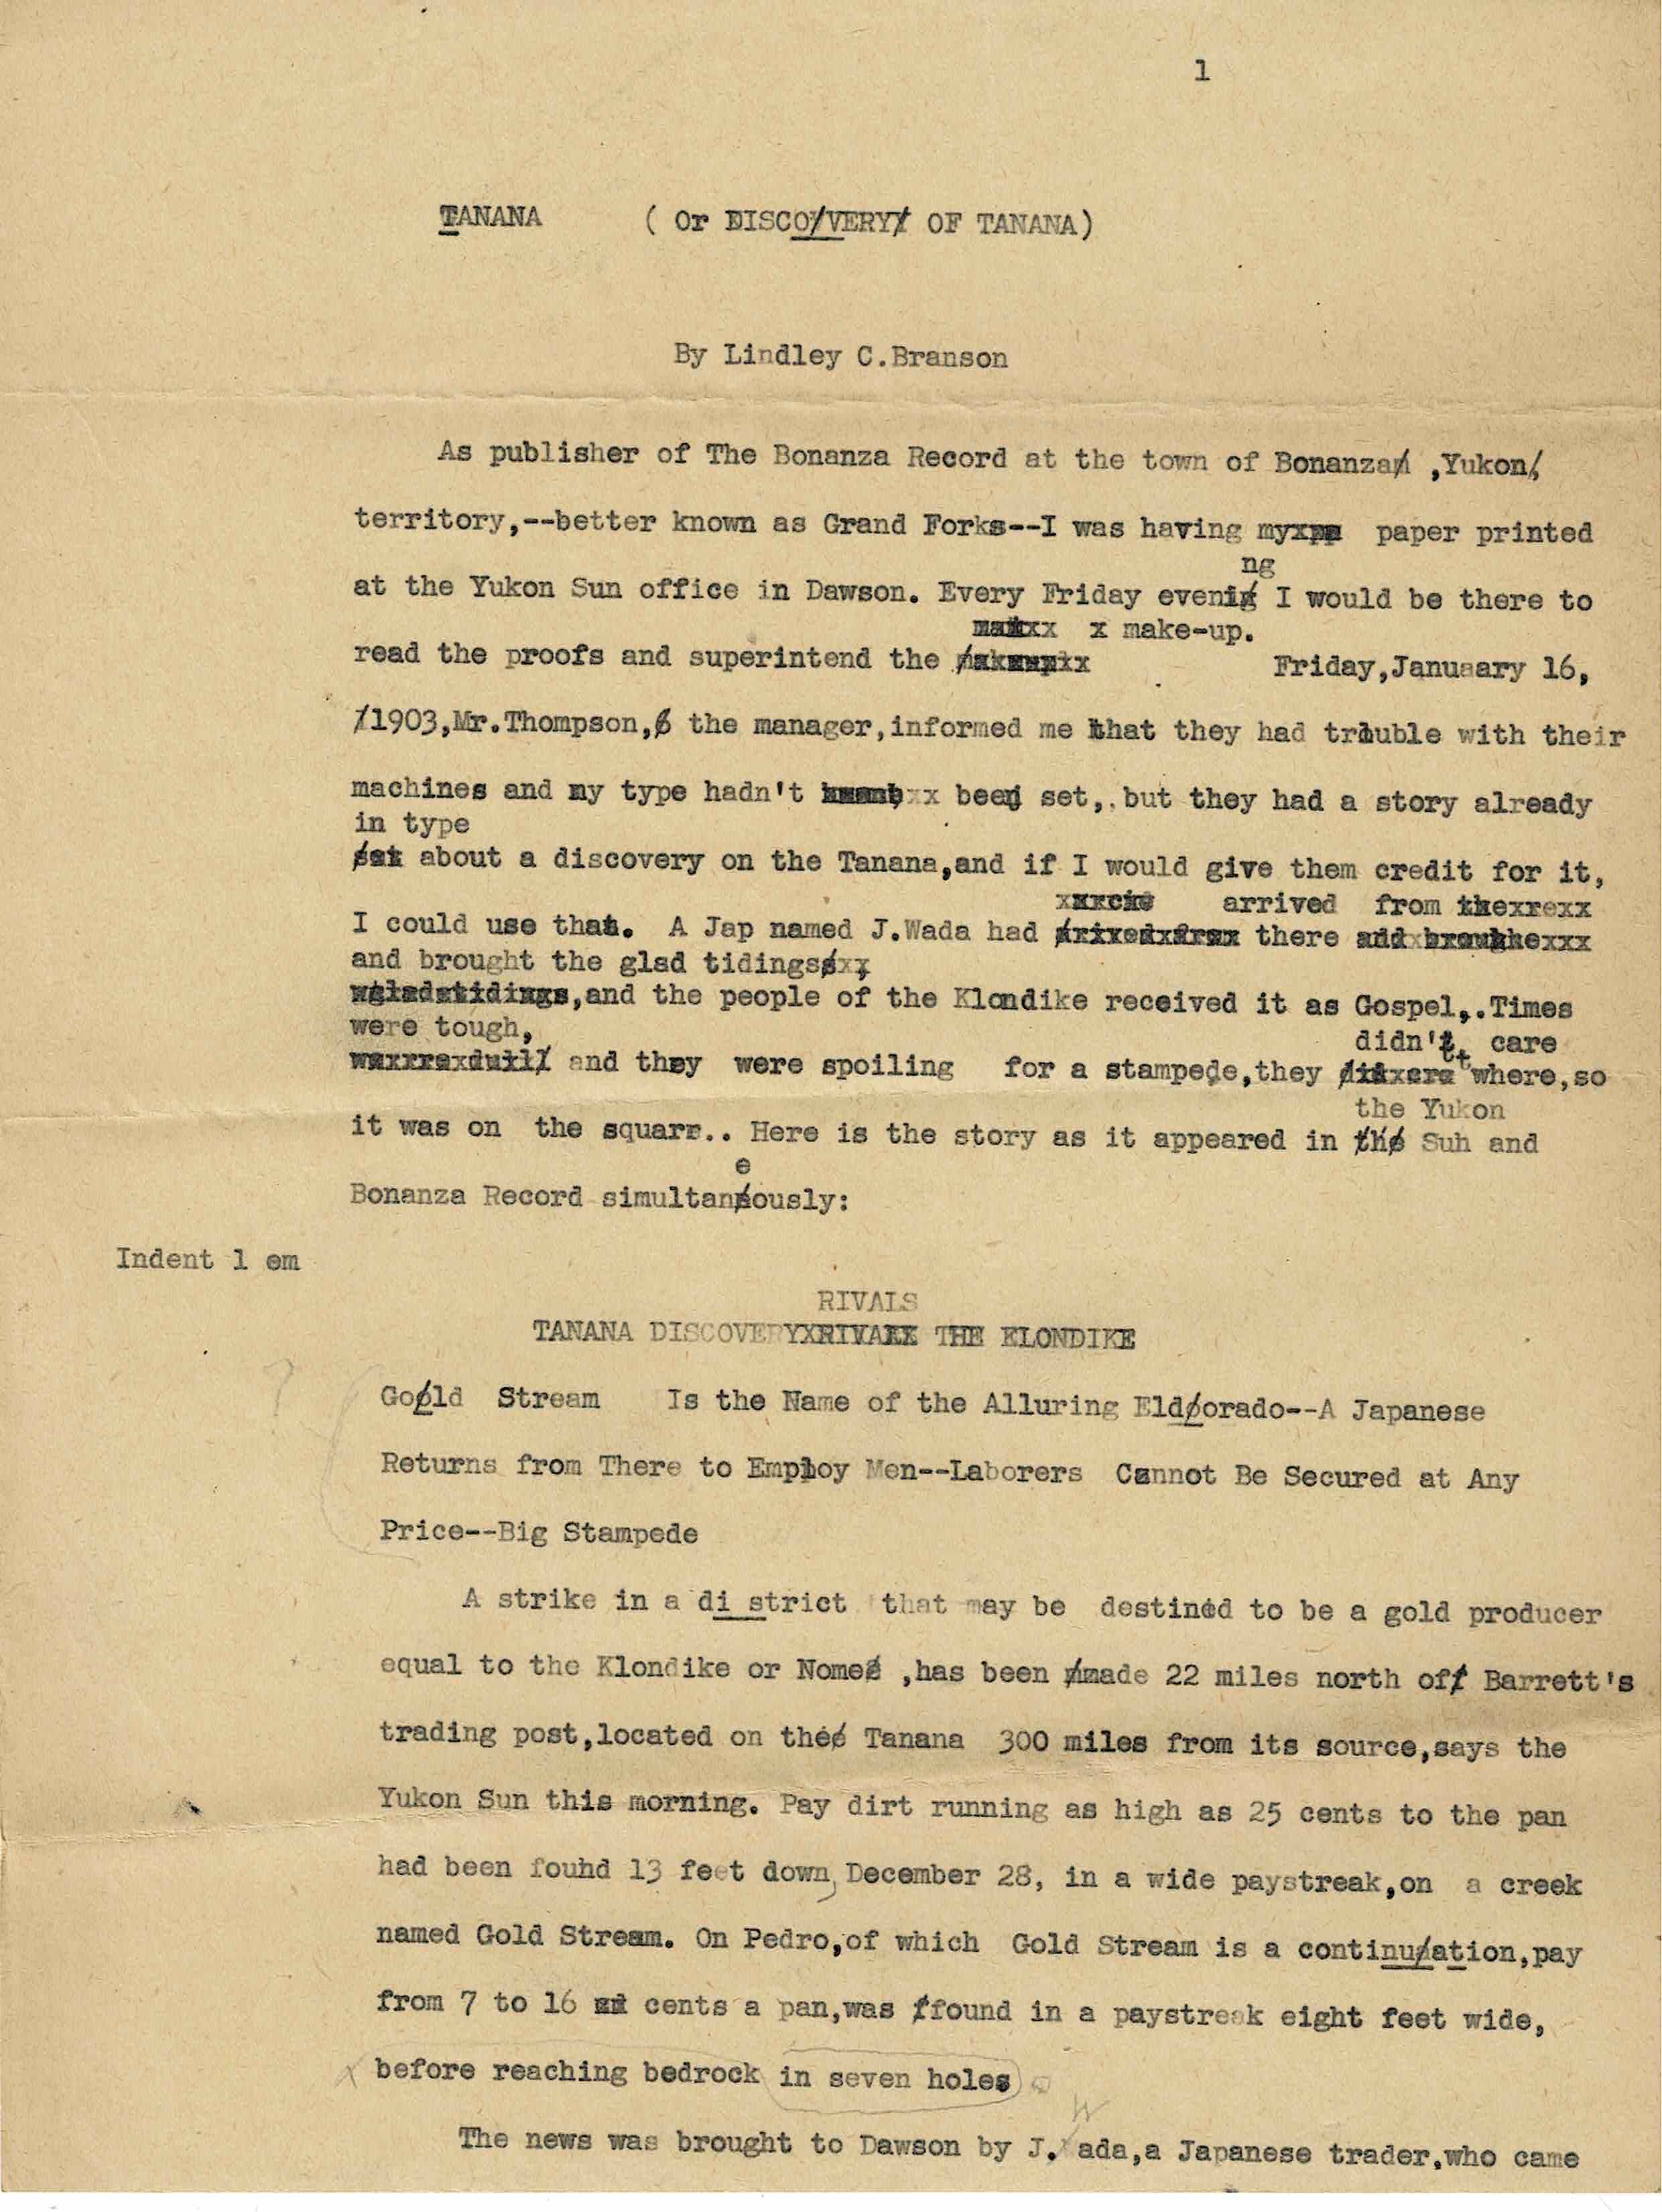 1
TANANA ( Or DISCO/VERY/ OF TANANA)
By Lindley C.Branson
As publisher of The Bonanza Record at the town of Bonanza ,Yukon
territory,--better known as Grand Forks--I was having my paper printed
ng
at the Yukon Sun office in Dawson. Every Friday eveni I would be there to
x make-up.
read the proofs and superintend the Friday,Januaary 16,
/1903,Mr.Thompson, the manager,informed me that they had trouble with their
machines and my type hadn't been set,.but they had a story already
in type
about a discovery on the Tanana,and if I would give them credit for it,
arrived from
I could use that. A Jap named J.Wada had there
and brought the glad tidings
,and the people of the Klondike received it as Gospel,.Times
were tough,
and they were spoiling for a stampede,they where,so
didn't care
it was on the squarr.. Here is the story as it appeared in Suh and
the Yukon
e
Bonanza Record simultanously:
Indent 1 em
RIVALS
TANANA DISCOVERY THE KLONDIKE
Go/ld Stream Is the Name of the Alluring Eld/orado--A Japanese
Returns from There to Employ Men--Laborers Cannot Be Secured at Any
Price--Big Stampede
A strike in a di strict that may be destined to be a gold producer
equal to the Klondike or Nome ,has been made 22 miles north of Barrett's
trading post,located on the Tanana 300 miles from its source,says the
Yukon Sun this morning. Pay dirt running as high as 25 cents to the pan
had been fouhd 13 feet down, December 28, in a wide paystreak,on a creek
named Gold Stream. On Pedro,of which Gold Stream is a continu/ation,pay
from 7 to 16 cents a pan,was found in a paystreak eight feet wide,
x before reaching bedrock in seven holes
W
The news was brought to Dawson by J. ada,a Japanese trader,who came